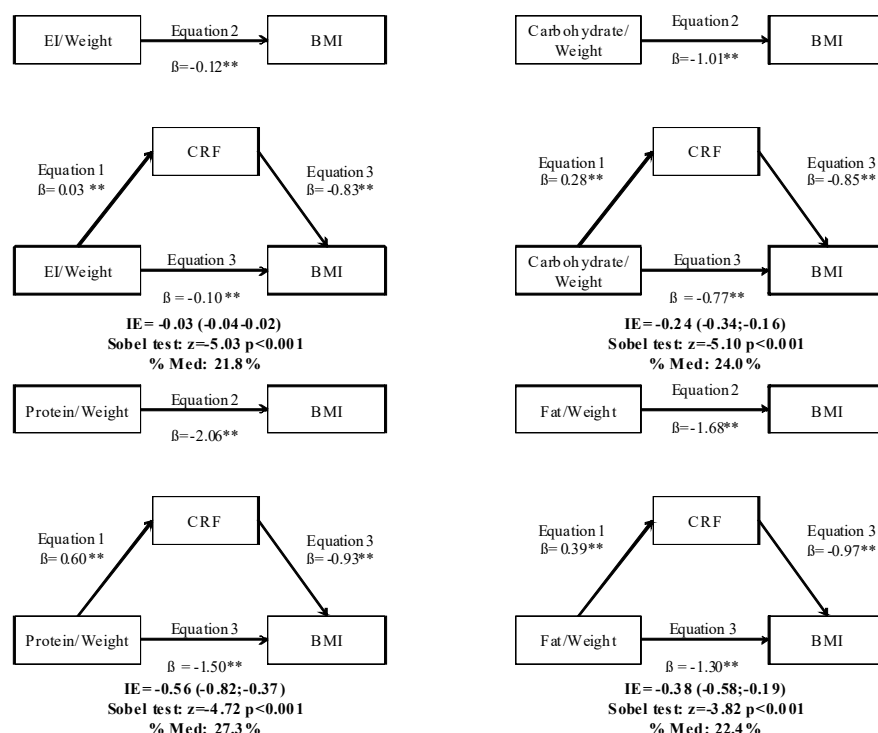 EI/Weight
Equation 2
ß=-0.12**
BMI
CRF
Equation 1
ß= 0.03 **
Equation 3
ß= -0.83**
EI/Weight
Equation 3
ß = -0.10 **
BMI
IE= -0.03 (-0.04-0.02)
Sobel test: z=-5.03 p<0.001
% Med: 21.8%
Carbohydrate/
Weight
Equation 2
ß=-1.01**
BMI
CRF
Equation 1
ß= 0.28**
Equation 3
ß= -0.85**
Carbohydrate/
Weight
Equation 3
ß = -0.77**
BMI
IE= -0.24 (-0.34;-0.16)
Sobel test: z=-5.10 p<0.001
% Med: 24.0%
Protein/Weight
Equation 2
ß=-2.06**
BMI
CRF
Equation 1
ß= 0.60 **
Equation 3
ß= -0.93**
Protein/Weight
Equation 3
ß = -1.50**
BMI
IE= -0.56 (-0.82;-0.37)
Sobel test: z=-4.72 p<0.001
% Med: 27.3%
Fat/Weight
Equation 2
ß=-1.68**
BMI
CRF
Equation 1
ß= 0.39**
Equation 3
ß= -0.97**
Fat/Weight
Equation 3
ß = -1.30**
BMI
IE= -0.38 (-0.58;-0.19)
Sobel test: z=-3.82 p<0.001
% Med: 22.4%